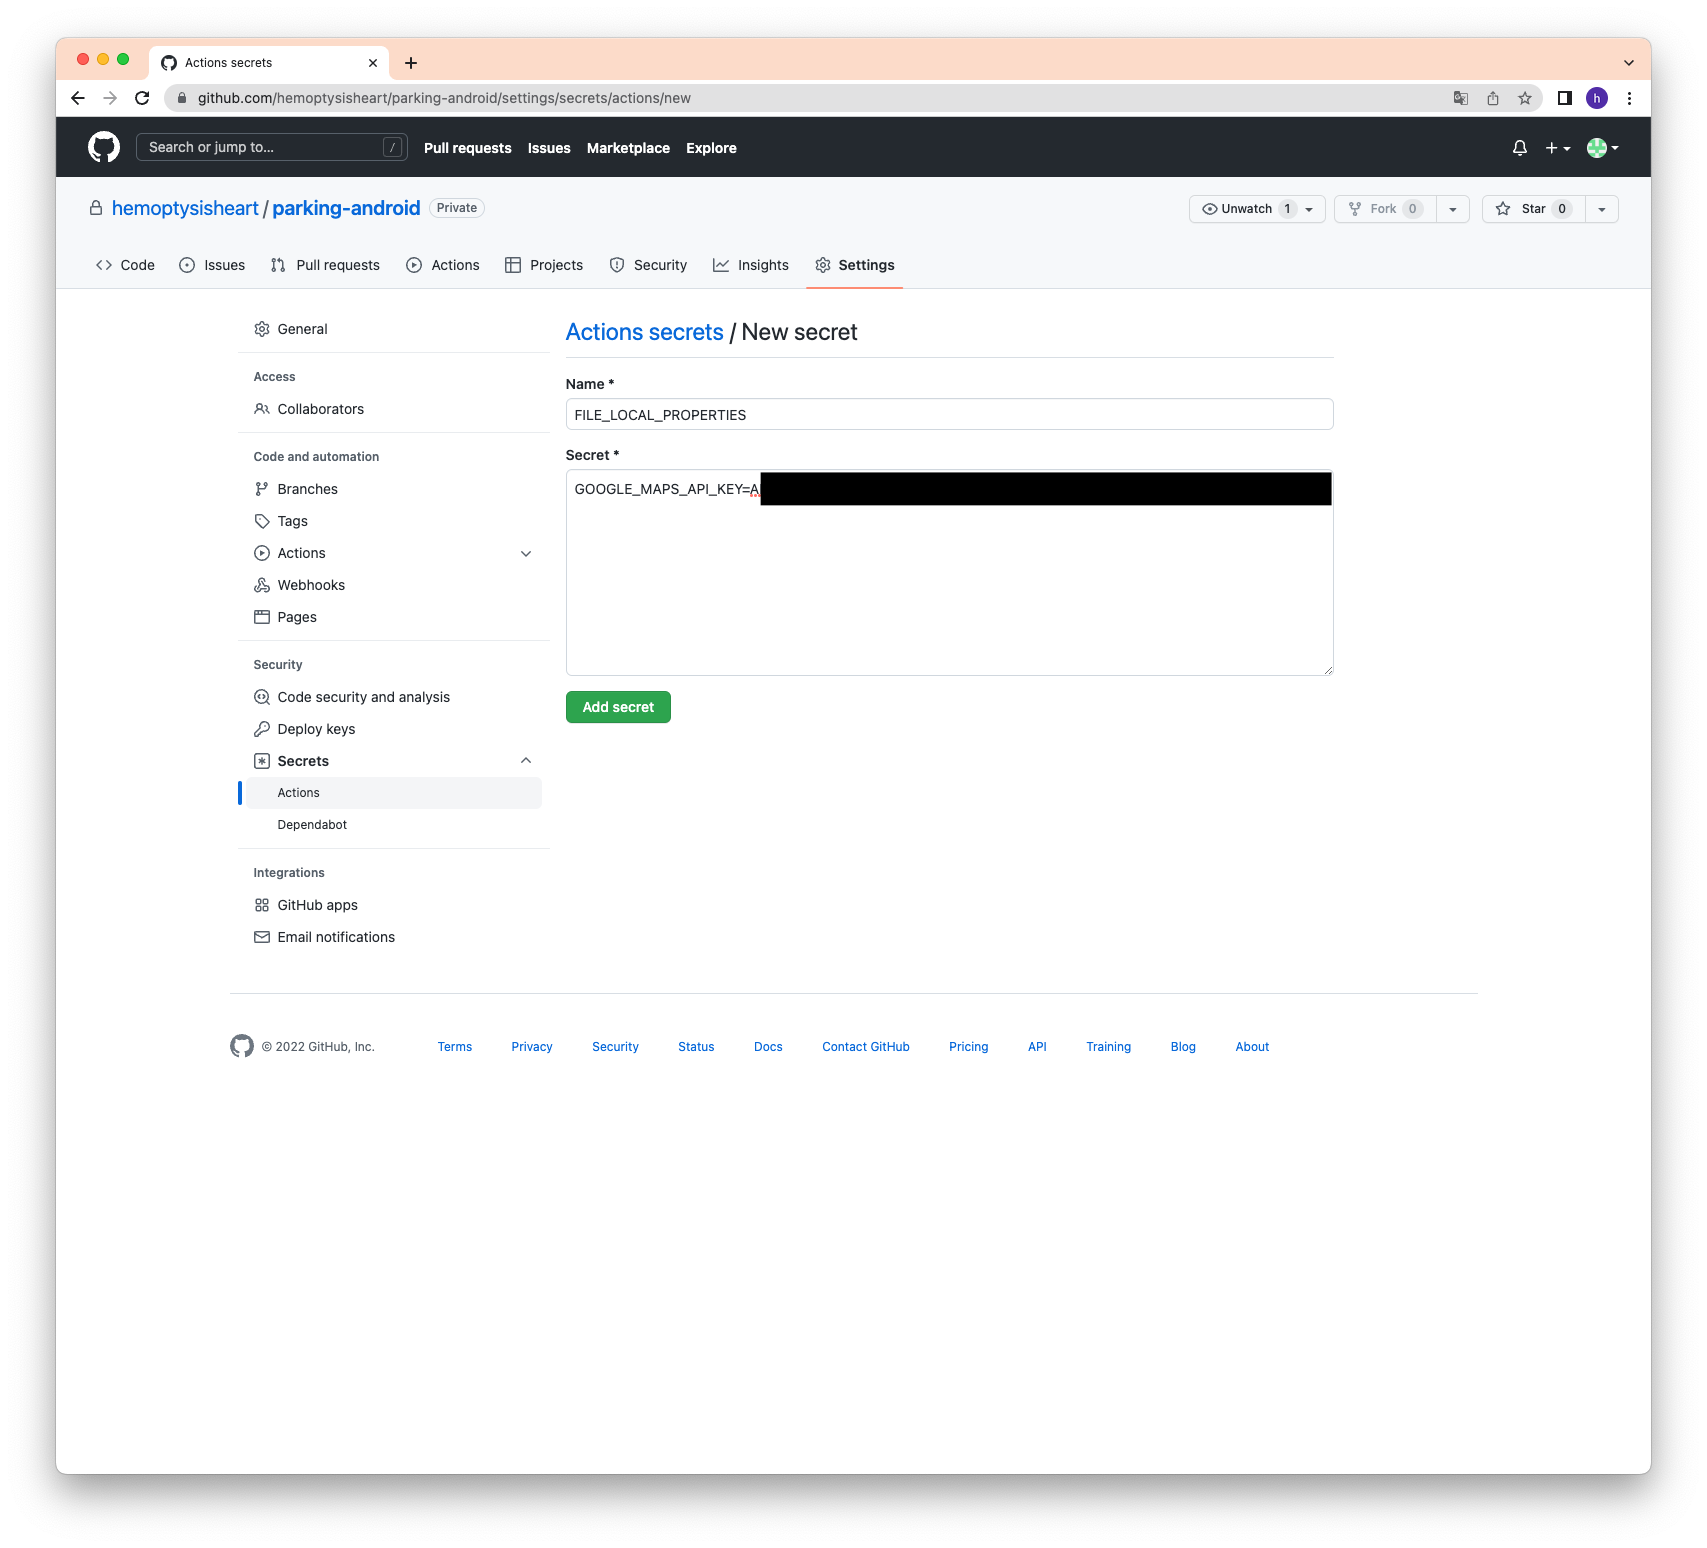 Actions secrets
github.com/hemoptysisheart/parking-android/settings/secrets/actions/new
h
Search or jump to... /
Pull requests Issues Marketplace Explore
hemoptysisheart / parking-android Private
Unwatch 1 Fork 0 Star 0
Code Issues Pull requests Actions Projects Security Insights Settings
General
Access
Collaborators
Code and automation
Branches
Tags
Actions
Webhooks
Pages
Security
Code security and analysis
Deploy keys
Secrets
Actions
Dependabot
Integrations
GitHub apps
Email notifications
Actions secrets / New secret
Name *
FILE_LOCAL_PROPERTIES
Secret *
GOOGLE_MAPS_API_KEY=A
Add secret
© 2022 GitHub, Inc. Terms Privacy Security Status Docs Contact GitHub Pricing API Training Blog About